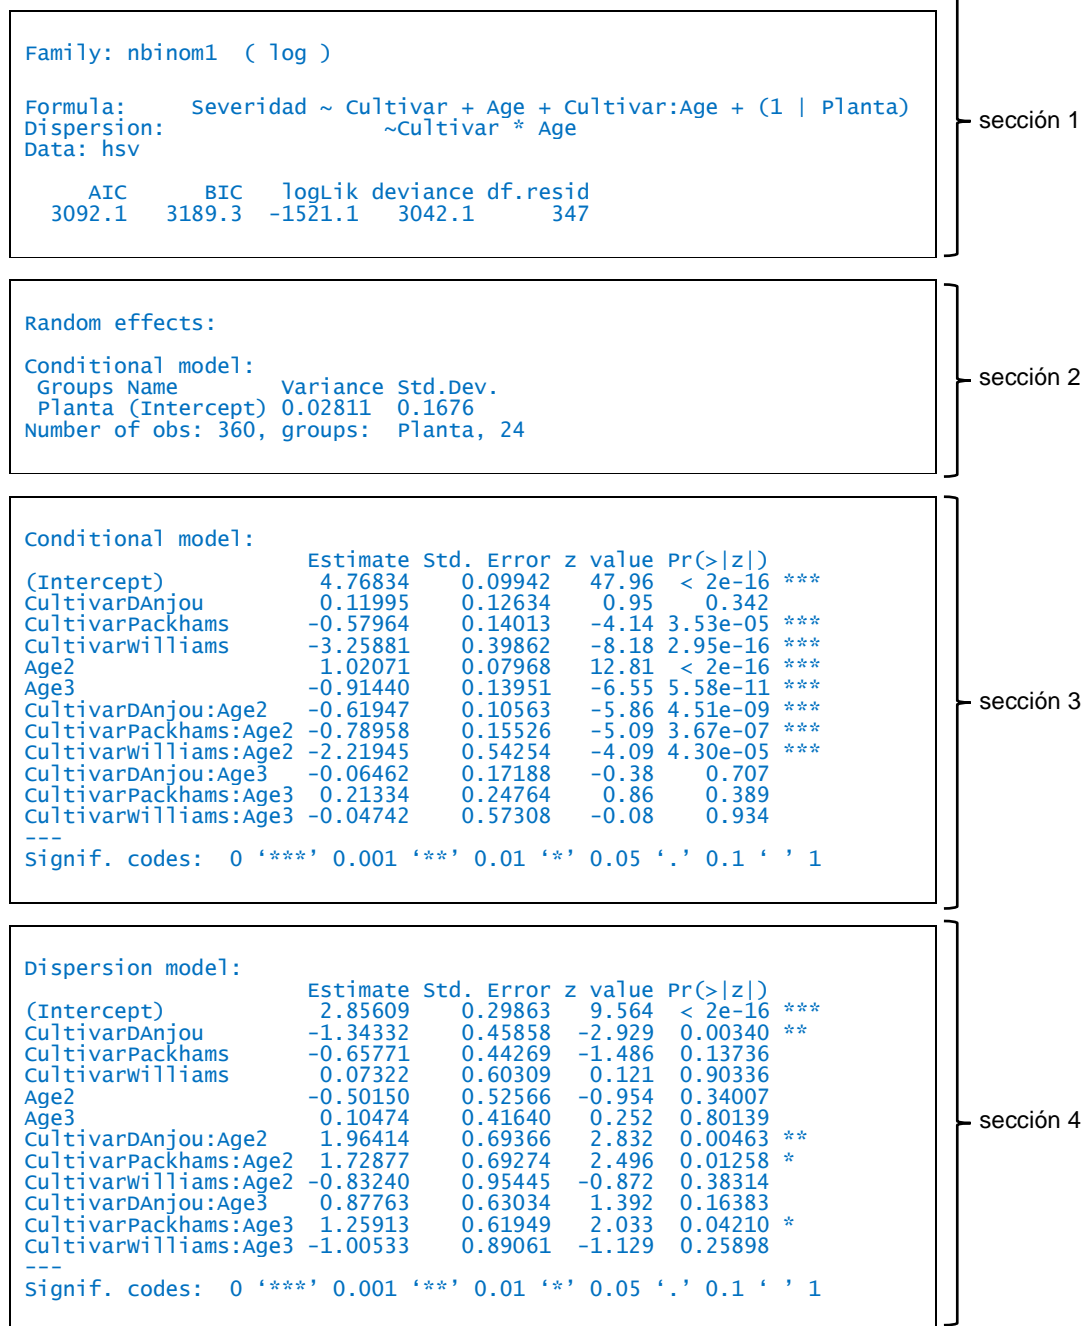 Family: nbinom1  ( log )
Formula:      Severidad ~ Cultivar + Age + Cultivar:Age + (1 | Planta)
Dispersion:                 ~Cultivar * Age
Data: hsv
     AIC      BIC   logLik deviance df.resid
  3092.1   3189.3  -1521.1   3042.1      347
sección 1
Random effects:
Conditional model:
 Groups Name        Variance Std.Dev.
 Planta (Intercept) 0.02811  0.1676
Number of obs: 360, groups:  Planta, 24
sección 2
Conditional model:
                      Estimate Std. Error z value Pr(>|z|)
(Intercept)            4.76834    0.09942   47.96  < 2e-16 ***
CultivarDAnjou         0.11995    0.12634    0.95    0.342
CultivarPackhams      -0.57964    0.14013   -4.14 3.53e-05 ***
CultivarWilliams      -3.25881    0.39862   -8.18 2.95e-16 ***
Age2                   1.02071    0.07968   12.81  < 2e-16 ***
Age3                  -0.91440    0.13951   -6.55 5.58e-11 ***
CultivarDAnjou:Age2   -0.61947    0.10563   -5.86 4.51e-09 ***
CultivarPackhams:Age2 -0.78958    0.15526   -5.09 3.67e-07 ***
CultivarWilliams:Age2 -2.21945    0.54254   -4.09 4.30e-05 ***
CultivarDAnjou:Age3   -0.06462    0.17188   -0.38    0.707
CultivarPackhams:Age3  0.21334    0.24764    0.86    0.389
CultivarWilliams:Age3 -0.04742    0.57308   -0.08    0.934
---
Signif. codes:  0 ‘***’ 0.001 ‘**’ 0.01 ‘*’ 0.05 ‘.’ 0.1 ‘ ’ 1
sección 3
Dispersion model:
                      Estimate Std. Error z value Pr(>|z|)
(Intercept)            2.85609    0.29863   9.564  < 2e-16 ***
CultivarDAnjou        -1.34332    0.45858  -2.929  0.00340 **
CultivarPackhams      -0.65771    0.44269  -1.486  0.13736
CultivarWilliams       0.07322    0.60309   0.121  0.90336
Age2                  -0.50150    0.52566  -0.954  0.34007
Age3                   0.10474    0.41640   0.252  0.80139
CultivarDAnjou:Age2    1.96414    0.69366   2.832  0.00463 **
CultivarPackhams:Age2  1.72877    0.69274   2.496  0.01258 *
CultivarWilliams:Age2 -0.83240    0.95445  -0.872  0.38314
CultivarDAnjou:Age3    0.87763    0.63034   1.392  0.16383
CultivarPackhams:Age3  1.25913    0.61949   2.033  0.04210 *
CultivarWilliams:Age3 -1.00533    0.89061  -1.129  0.25898
---
Signif. codes:  0 ‘***’ 0.001 ‘**’ 0.01 ‘*’ 0.05 ‘.’ 0.1 ‘ ’ 1
sección 4